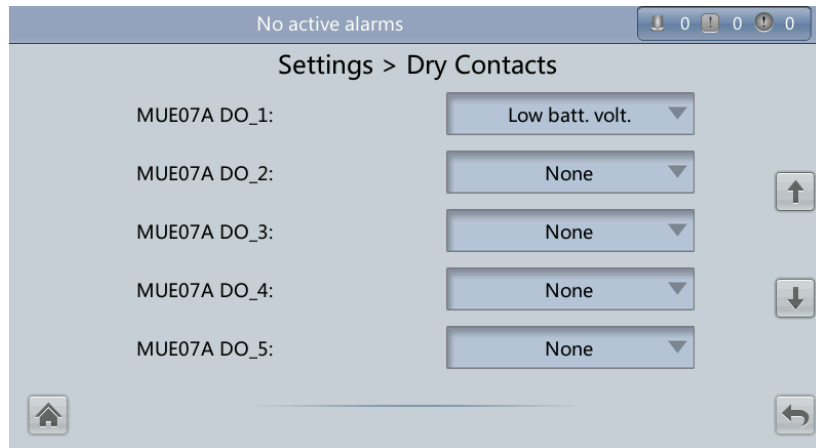 No active alarms 0 0 0
Settings > Dry Contacts
MUE07A DO_1: Low batt. volt.
MUE07A DO_2: None
MUE07A DO_3: None
MUE07A DO_4: None
MUE07A DO_5: None